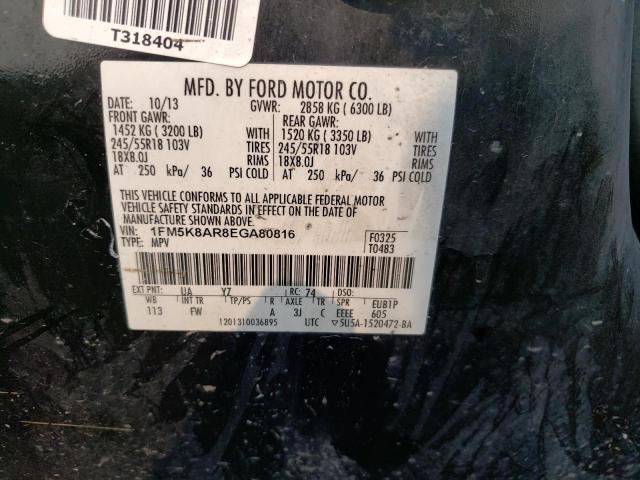 T318404
MFD. BY FORD MOTOR CO.
DATE: 10/13 GVWR: 2858 KG ( 6300 LB)
FRONT GAWR: REAR GAWR:
1452 KG ( 3200 LB) WITH 1520 KG ( 3350 LB) WITH
245/55R18 103V TIRES 245/55R18 103V TIRES
18X8.0J RIMS 18X8.0J RIMS
AT 250 kPa/ 36 PSI COLD AT 250 kPa/ 36 PSI COLD
THIS VEHICLE CONFORMS TO ALL APPLICABLE FEDERAL MOTOR
VEHICLE SAFETY STANDARDS IN EFFECT ON THE DATE OF
MANUFACTURE SHOWN ABOVE.
VIN: 1FM5K8AR8EGA80816 F0325
TYPE: MPV T0483
EXT PNT: UA Y7 RC: 74 DSO:
WB INT TR TP/PS R AXLE TR SPR EUB1P
113 FW A 3J C EEEE 605
1201310036895 UTC ▽5U5A-1520472-BA